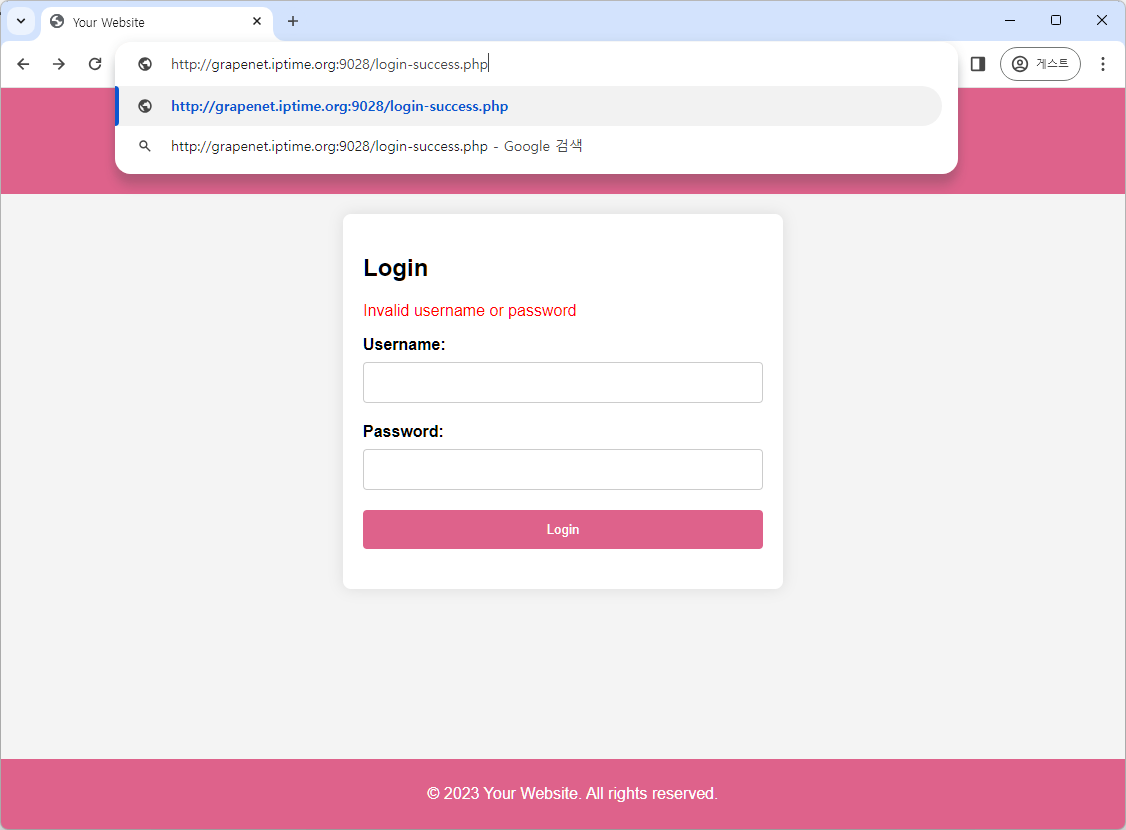 Your Website
http://grapenet.iptime.org:9028/login-success.php
게스트
http://grapenet.iptime.org:9028/login-success.php
http://grapenet.iptime.org:9028/login-success.php - Google 검색
Login
Invalid username or password
Username:
Password:
Login
© 2023 Your Website. All rights reserved.